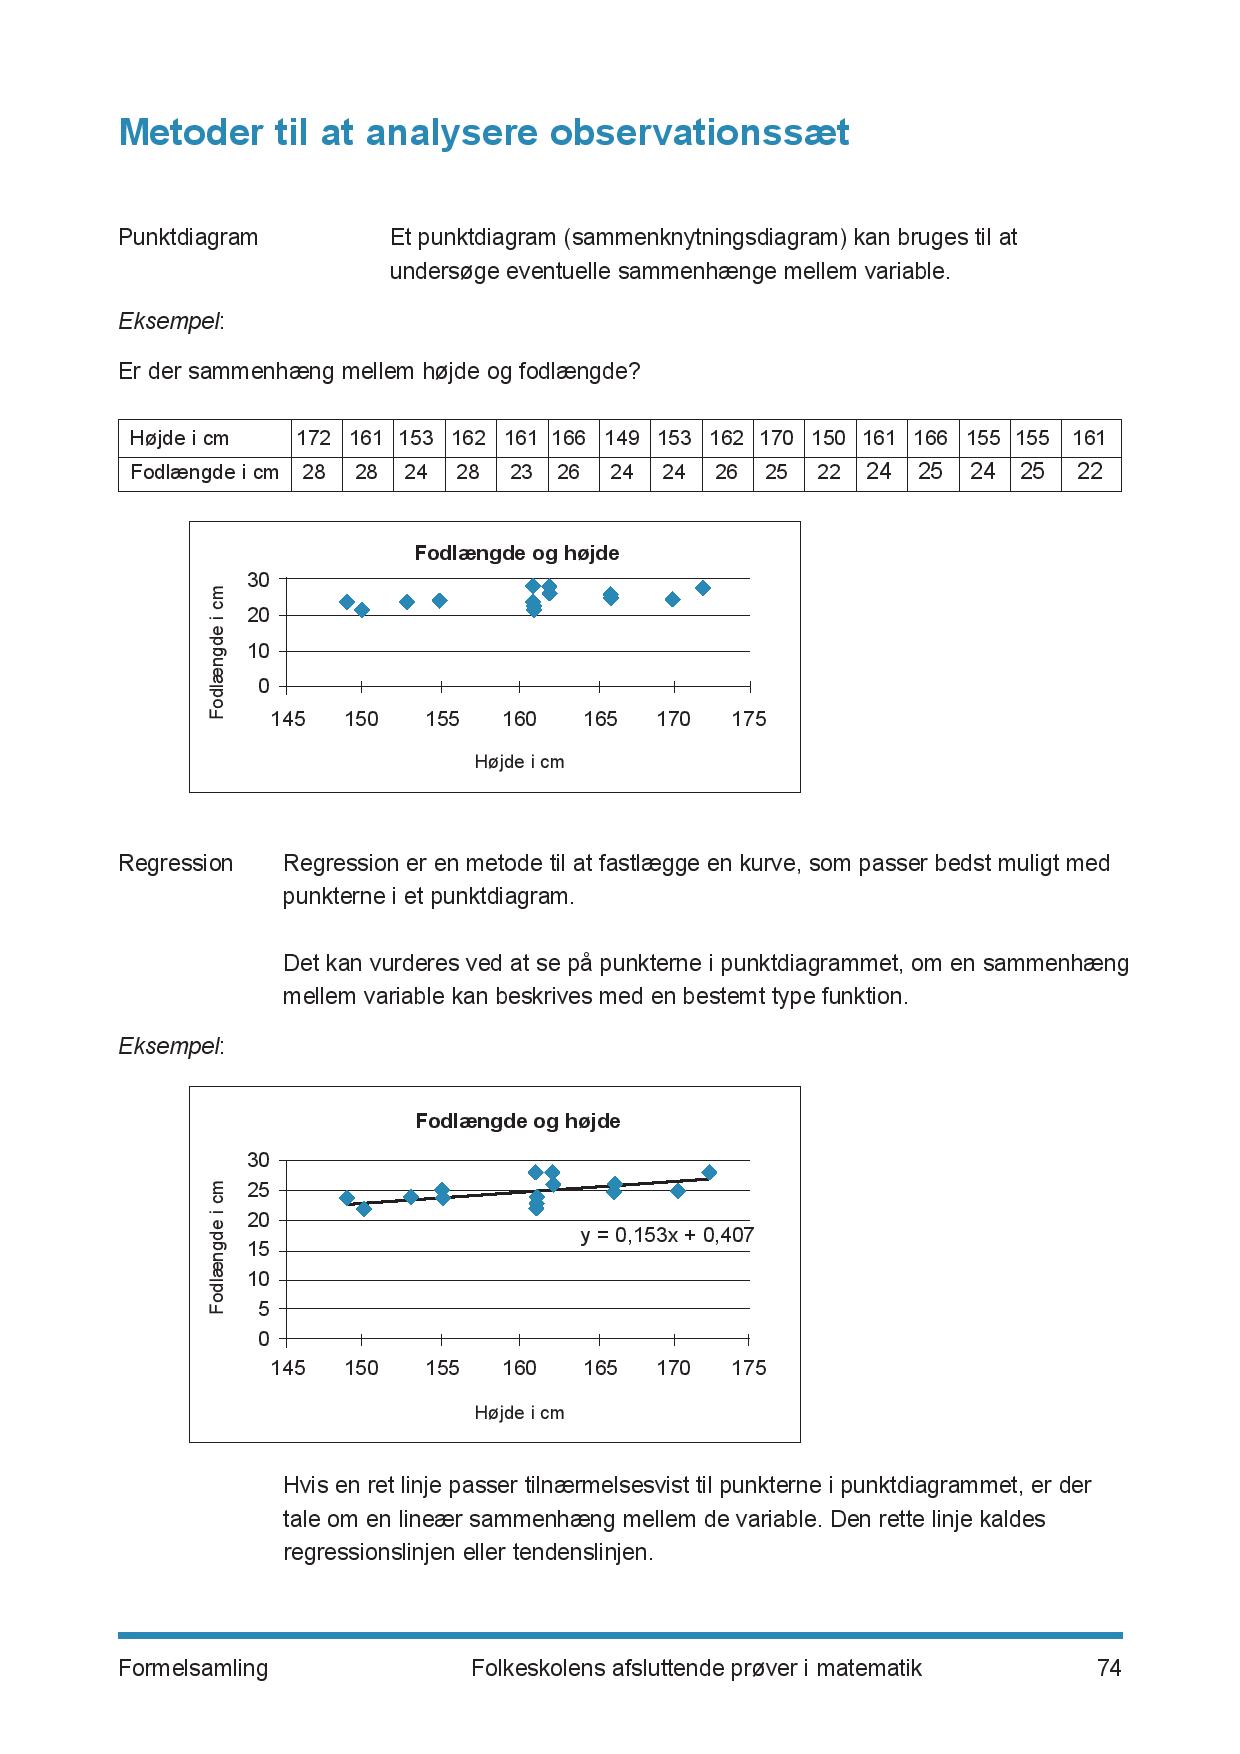 Metoder til at analysere observationssæt
Punktdiagram Et punktdiagram (sammenknytningsdiagram) kan bruges til at
undersøge eventuelle sammenhænge mellem variable.
Eksempel:
Er der sammenhæng mellem højde og fodlængde?
Højde i cm 172 161 153 162 161 166 149 153 162 170 150 161 166 155 155 161
Fodlængde i cm 28 28 24 28 23 26 24 24 26 25 22 24 25 24 25 22
Fodlængde og højde
Fodlængde i cm
30
20
10
0
145 150 155 160 165 170 175
Højde i cm
Regression Regression er en metode til at fastlægge en kurve, som passer bedst muligt med
punkterne i et punktdiagram.
Det kan vurderes ved at se på punkterne i punktdiagrammet, om en sammenhæng
mellem variable kan beskrives med en bestemt type funktion.
Eksempel:
Fodlængde og højde
Fodlængde i cm
30
25
20
y = 0,153x + 0,407
15
10
5
0
145 150 155 160 165 170 175
Højde i cm
Hvis en ret linje passer tilnærmelsesvist til punkterne i punktdiagrammet, er der
tale om en lineær sammenhæng mellem de variable. Den rette linje kaldes
regressionslinjen eller tendenslinjen.
Formelsamling Folkeskolens afsluttende prøver i matematik 74